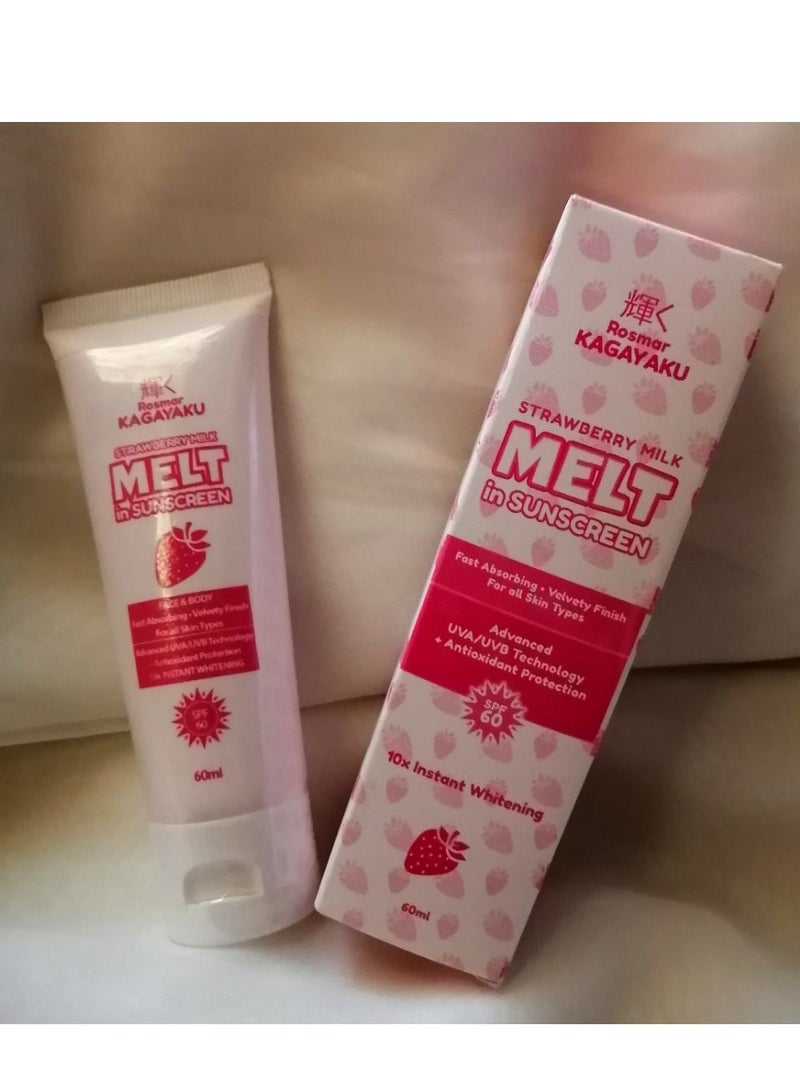 輝く
Rosmar
KAGAYAKU
STRAWBERRY MILK
MELT
in SUNSCREEN
FACE & BODY
Fast Absorbing • Velvety Finish
For all Skin Types
Advanced UVA/UVB Technology
+ Antioxidant Protection
10x INSTANT WHITENING
SPF
60
60ml
輝く
Rosmar
KAGAYAKU
STRAWBERRY MILK
MELT
in SUNSCREEN
Fast Absorbing • Velvety Finish
For all Skin Types
Advanced
UVA/UVB Technology
+ Antioxidant Protection
SPF
60
10x Instant Whitening
60ml